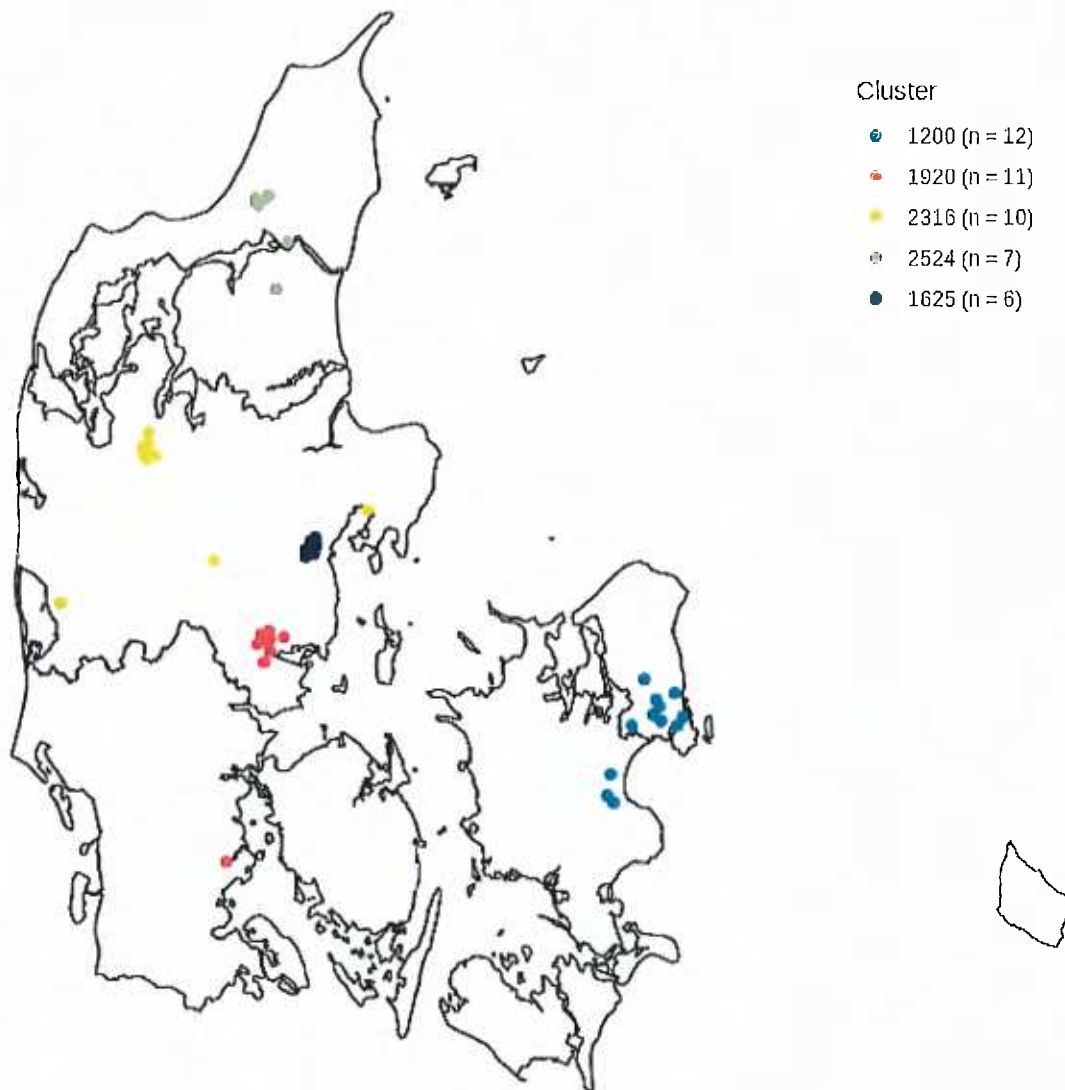 Cluster
1200 (n = 12)
1920 (n = 11)
2316 (n = 10)
2524 (n = 7)
1625 (n = 6)